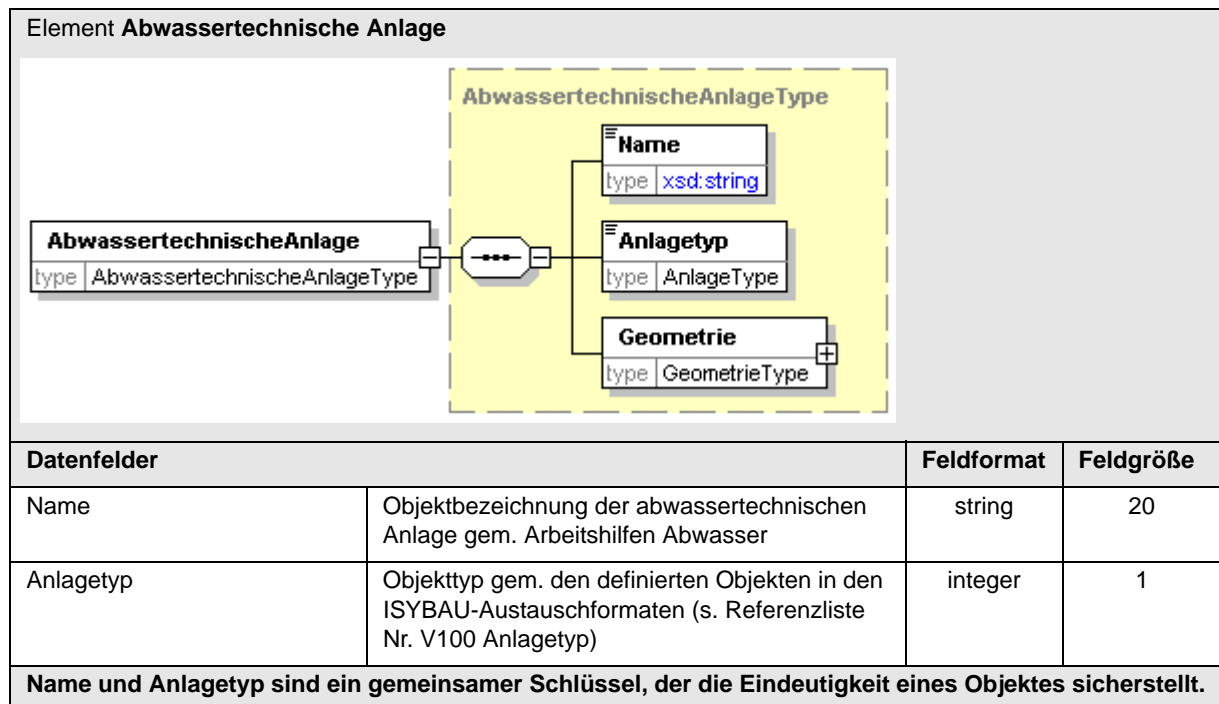 Element Abwassertechnische Anlage
AbwassertechnischeAnlageType
Name
type xsd:string
AbwassertechnischeAnlage
type AbwassertechnischeAnlageType
Anlagetyp
type AnlageType
Geometrie
type GeometrieType
Datenfelder Feldformat Feldgröße
Name Objektbezeichnung der abwassertechnischen string 20
Anlage gem. Arbeitshilfen Abwasser
Anlagetyp Objekttyp gem. den definierten Objekten in den integer 1
ISYBAU-Austauschformaten (s. Referenzliste
Nr. V100 Anlagetyp)
Name und Anlagetyp sind ein gemeinsamer Schlüssel, der die Eindeutigkeit eines Objektes sicherstellt.